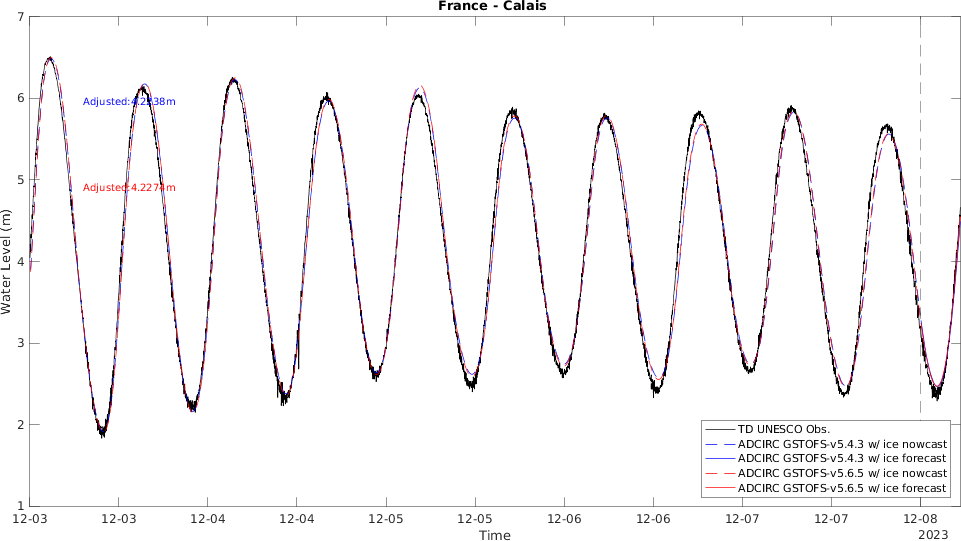 France - Calais
7
6
5
4
3
2
1
Water Level (m)
Adjusted:4.2338m
Adjusted:4.2274m
TD UNESCO Obs.
ADCIRC GSTOFS-v5.4.3 w/ ice nowcast
ADCIRC GSTOFS-v5.4.3 w/ ice forecast
ADCIRC GSTOFS-v5.6.5 w/ ice nowcast
ADCIRC GSTOFS-v5.6.5 w/ ice forecast
12-03 12-03 12-04 12-04 12-05 12-05 12-06 12-06 12-07 12-07 12-08
Time
2023